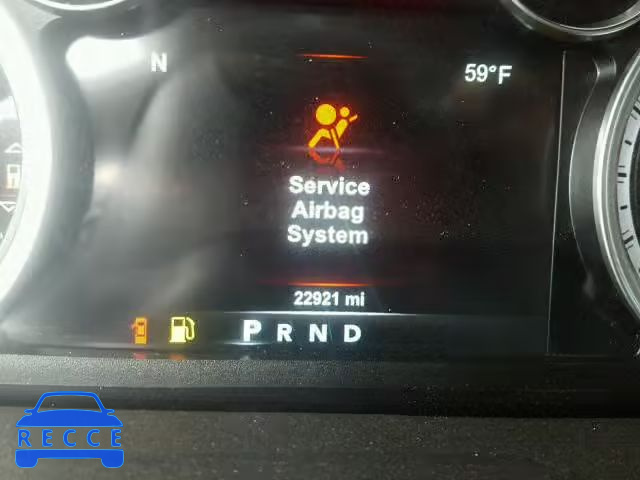 N
59°F
Service
Airbag
System
22921 mi
P R N D
RECCE